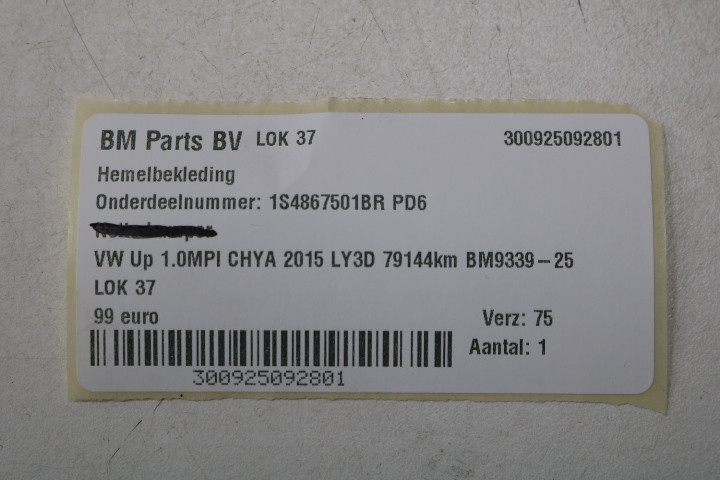 BM Parts BV LOK 37 300925092801
Hemelbekleding
Onderdeelnummer: 1S4867501BR PD6
VW Up 1.0MPI CHYA 2015 LY3D 79144km BM9339-25
LOK 37
99 euro Verz: 75
Aantal: 1
300925092801